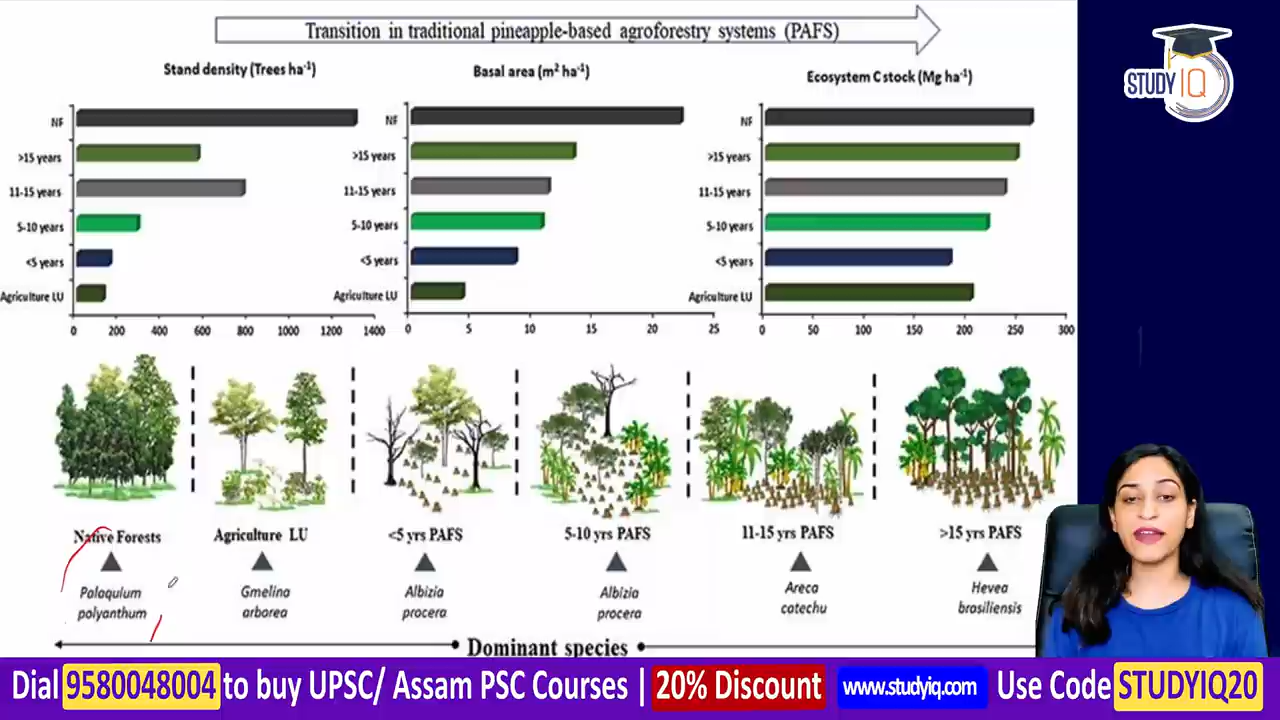 Transition in traditional pineapple-based agroforestry systems (PAFS)
STUDY IQ
Stand density (Trees ha⁻¹)
NF
>15 years
11-15 years
5-10 years
<5 years
Agriculture LU
0 200 400 600 800 1000 1200 1400
Basal area (m² ha⁻¹)
NF
>15 years
11-15 years
5-10 years
<5 years
Agriculture LU
0 5 10 15 20 25
Ecosystem C stock (Mg ha⁻¹)
NF
>15 years
11-15 years
5-10 years
<5 years
Agriculture LU
0 50 100 150 200 250 300
Native Forests
Agriculture LU
<5 yrs PAFS
5-10 yrs PAFS
11-15 yrs PAFS
>15 yrs PAFS
Palaquium
polyanthum
Gmelina
arborea
Albizia
procera
Albizia
procera
Areca
catechu
Hevea
brasiliensis
Dominant species
Dial 9580048004 to buy UPSC/ Assam PSC Courses | 20% Discount www.studyiq.com Use Code STUDYIQ20